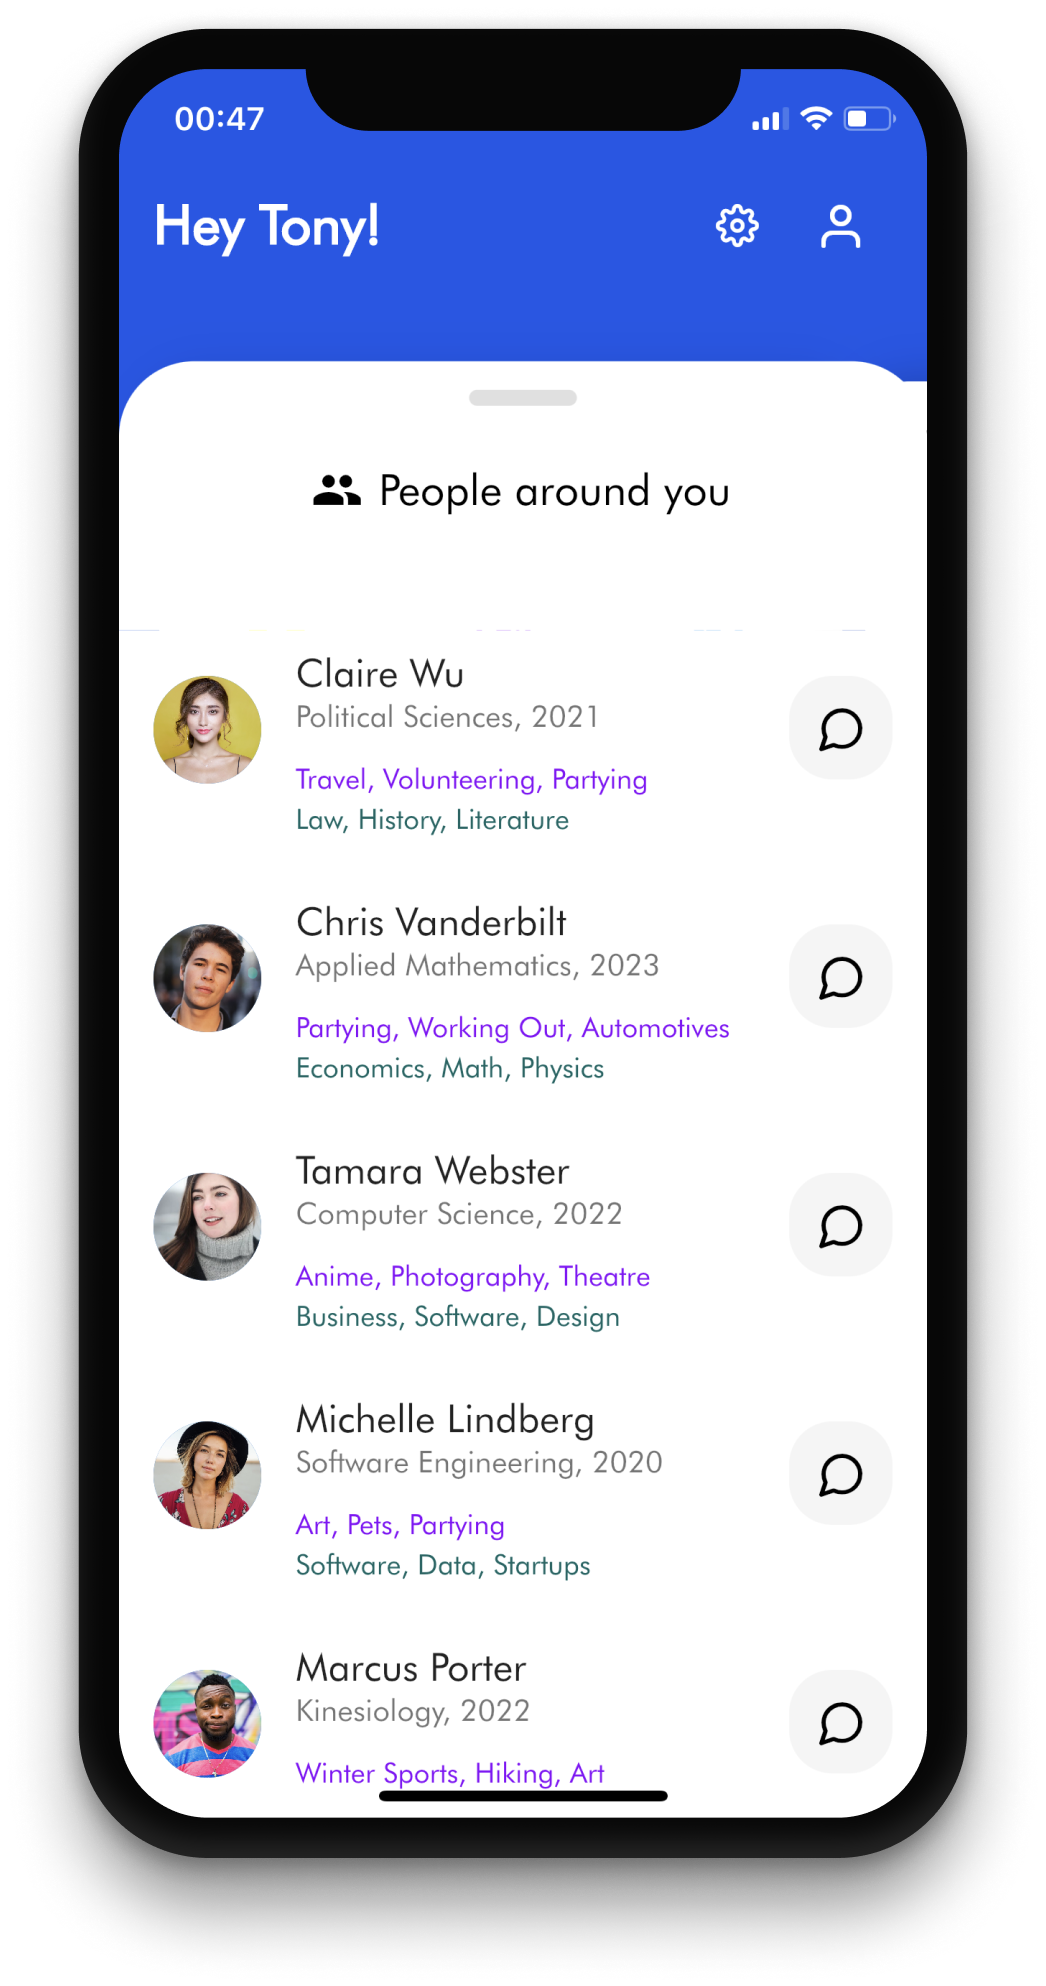 00:47
Hey Tony!
People around you
Claire Wu
Political Sciences, 2021
Travel, Volunteering, Partying
Law, History, Literature
Chris Vanderbilt
Applied Mathematics, 2023
Partying, Working Out, Automotives
Economics, Math, Physics
Tamara Webster
Computer Science, 2022
Anime, Photography, Theatre
Business, Software, Design
Michelle Lindberg
Software Engineering, 2020
Art, Pets, Partying
Software, Data, Startups
Marcus Porter
Kinesiology, 2022
Winter Sports, Hiking, Art